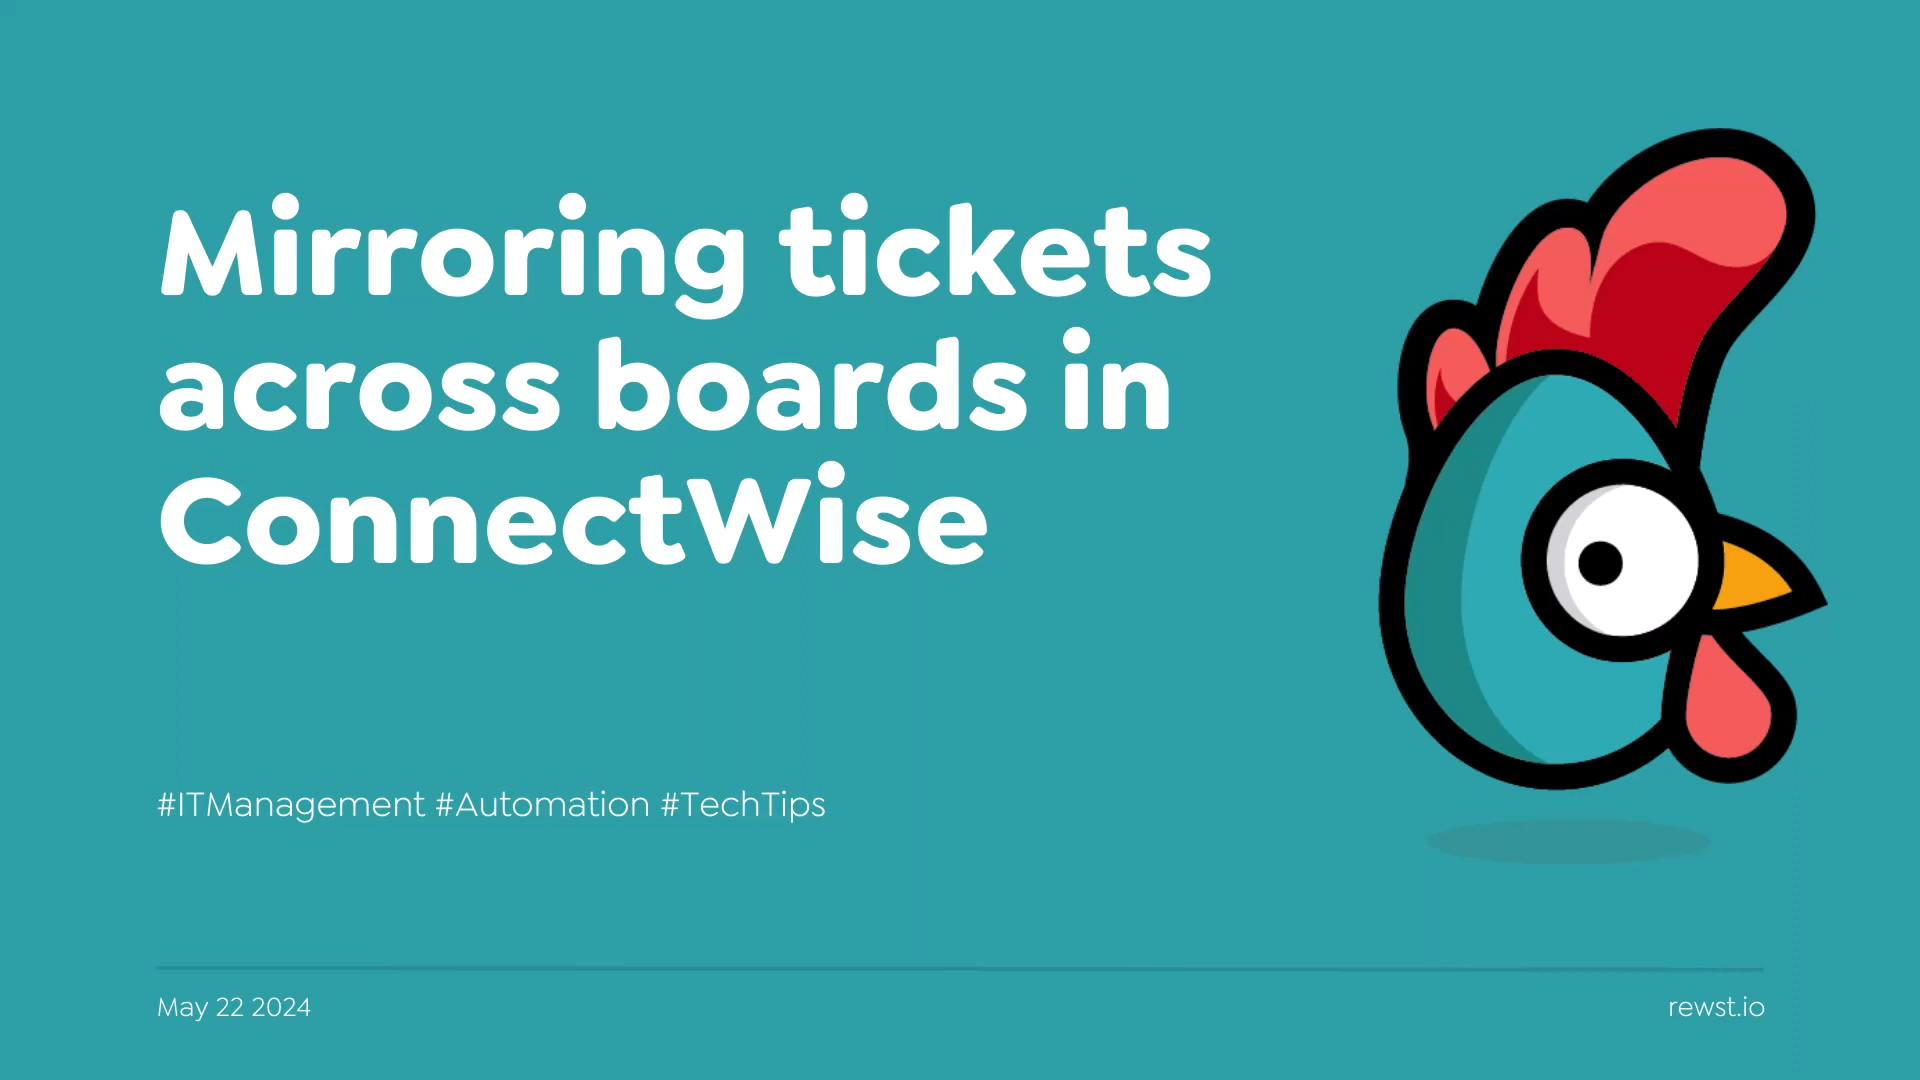 Mirroring tickets
across boards in
ConnectWise
#ITManagement #Automation #TechTips
May 22 2024
rewst.io